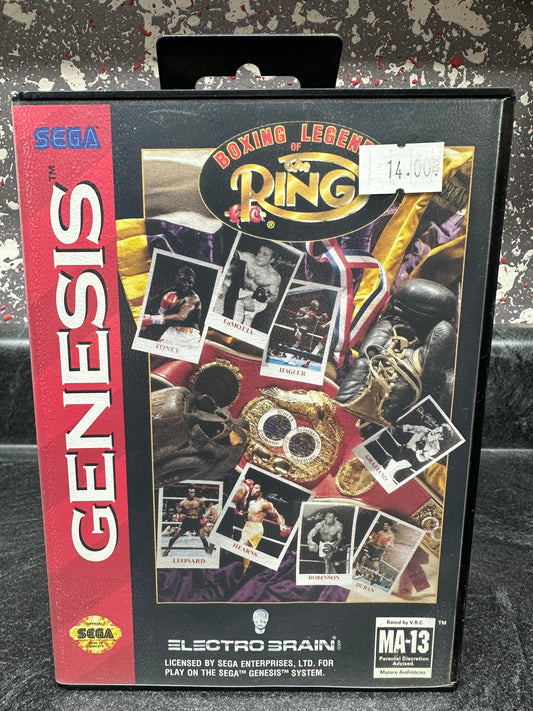 SEGA
GENESIS™
BOXING LEGENDS
OF
The
RING
®
14.00
TONEY
LaMOTTA
HAGLER
GRAZIANO
LEONARD
HEARNS
ROBINSON
DURAN
SEGA
ELECTRO BRAIN CORP
LICENSED BY SEGA ENTERPRISES, LTD. FOR
PLAY ON THE SEGA™ GENESIS™ SYSTEM.
Rated by V.R.C. ™
MA-13
Parental Discretion
Advised.
Mature Audiences